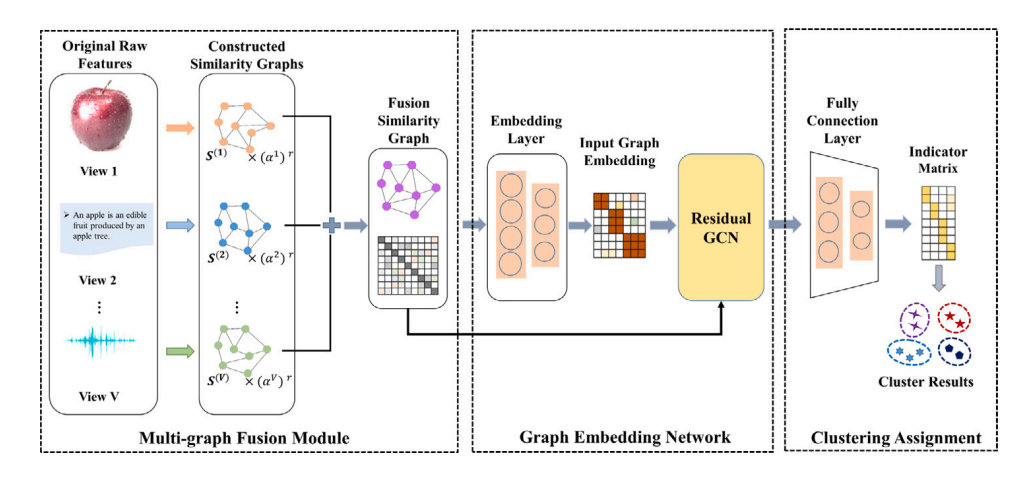 Original Raw
Features
View 1
➤ An apple is an edible
fruit produced by an
apple tree.
View 2
⋮
View V
Constructed
Similarity Graphs
S⁽¹⁾ × (α¹) ʳ
S⁽²⁾ × (α²) ʳ
⋮
S⁽ⱽ⁾ × (αⱽ) ʳ
Fusion
Similarity
Graph
Multi-graph Fusion Module
Embedding
Layer
Input Graph
Embedding
Residual
GCN
Graph Embedding Network
Fully
Connection
Layer
Indicator
Matrix
Cluster Results
Clustering Assignment